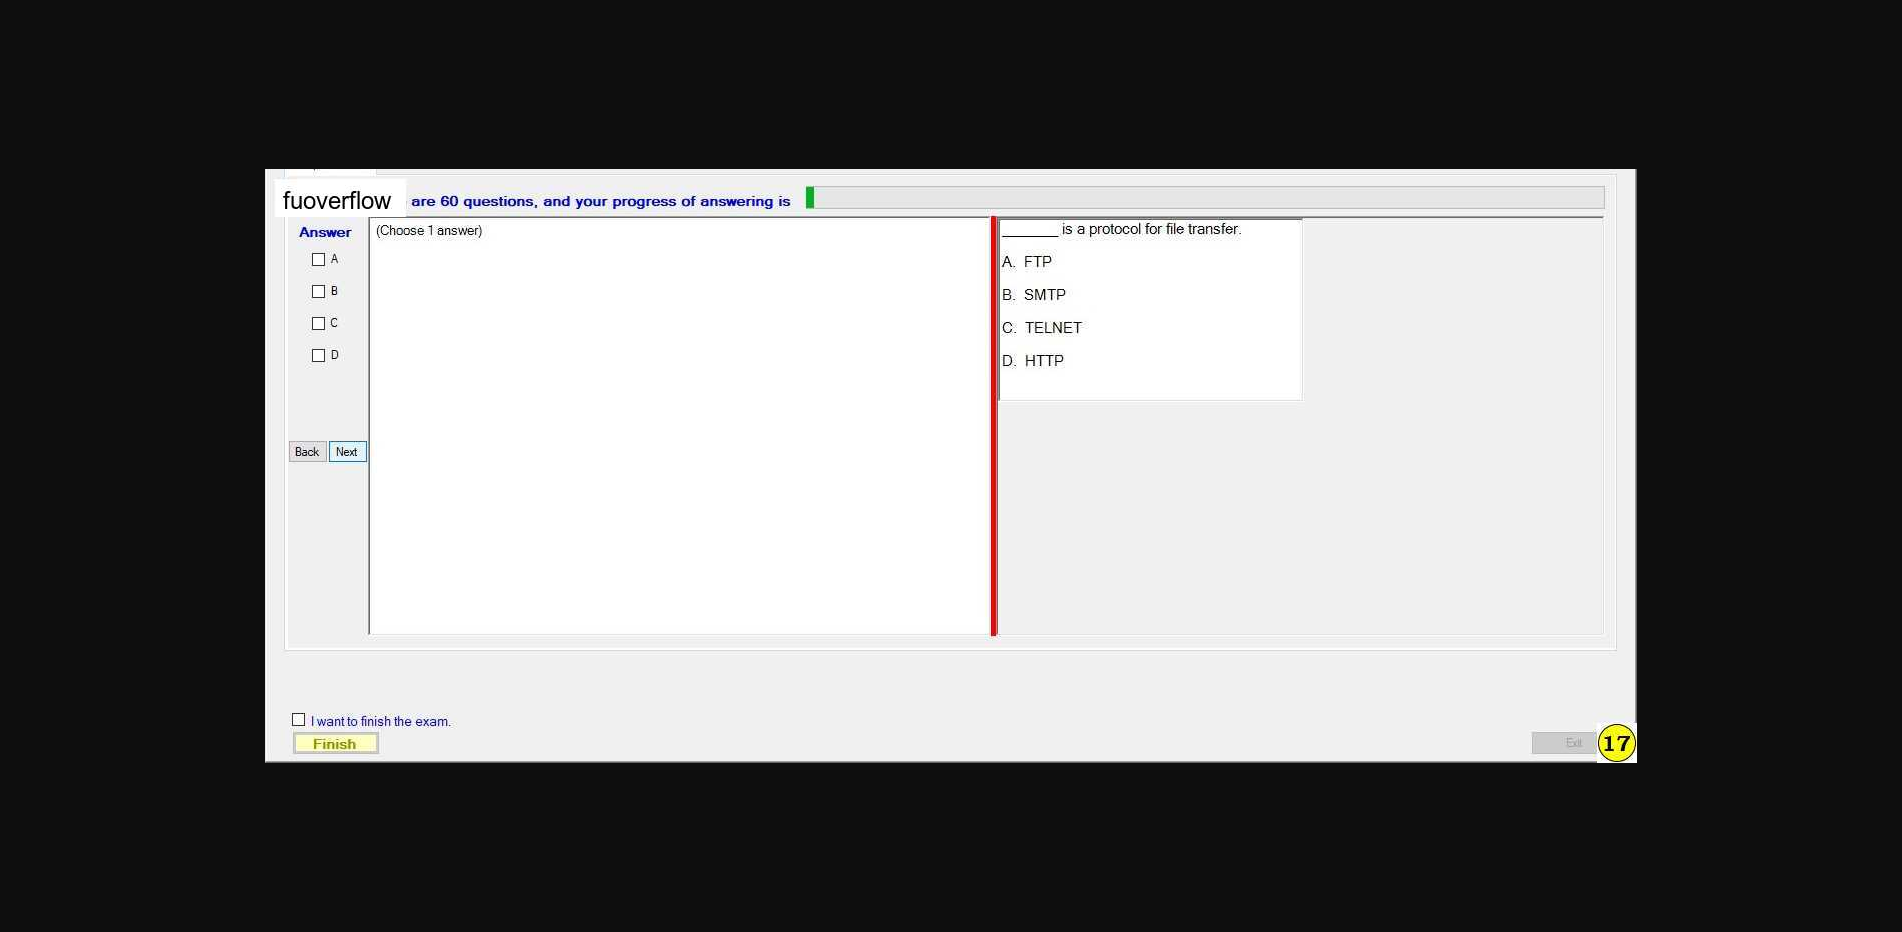 fuoverflow are 60 questions, and your progress of answering is
Answer
A
B
C
D
Back Next
(Choose 1 answer)
_______ is a protocol for file transfer.
A. FTP
B. SMTP
C. TELNET
D. HTTP
I want to finish the exam.
Finish
Exit
17